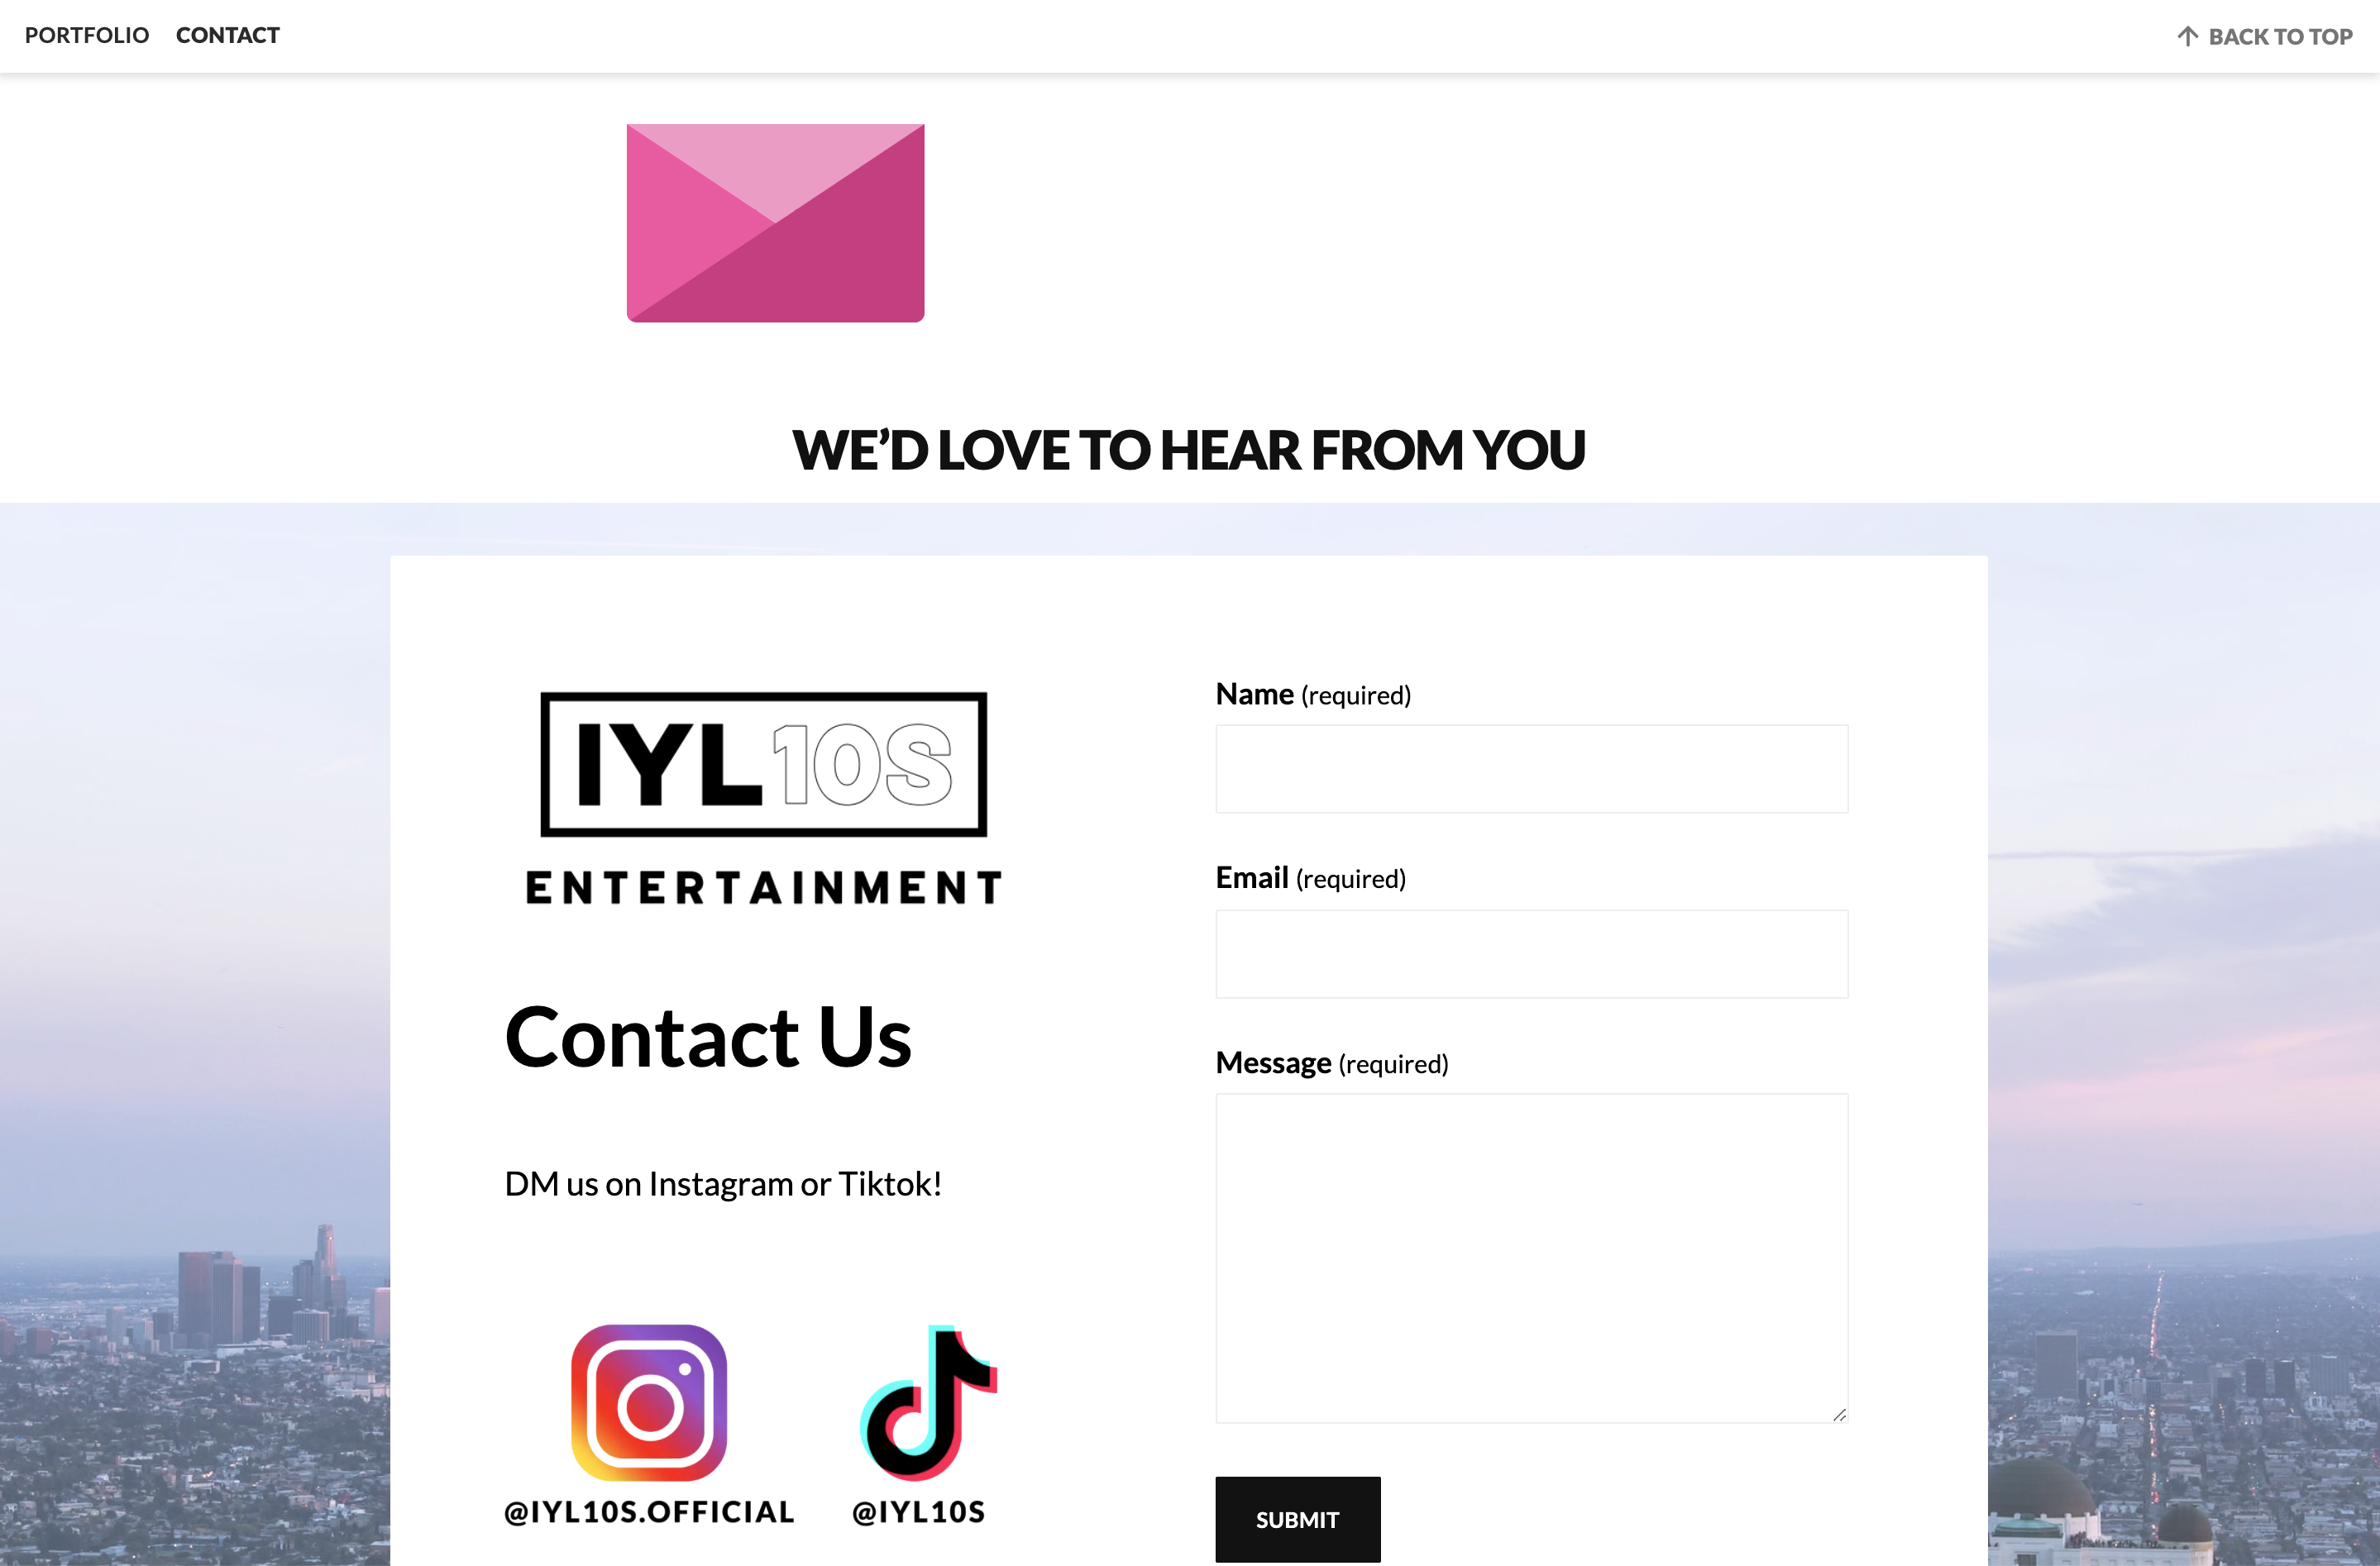 PORTFOLIO CONTACT
BACK TO TOP
WE’D LOVE TO HEAR FROM YOU
IYL10S
ENTERTAINMENT
Contact Us
DM us on Instagram or Tiktok!
@IYL10S.OFFICIAL
@IYL10S
Name (required)
Email (required)
Message (required)
SUBMIT